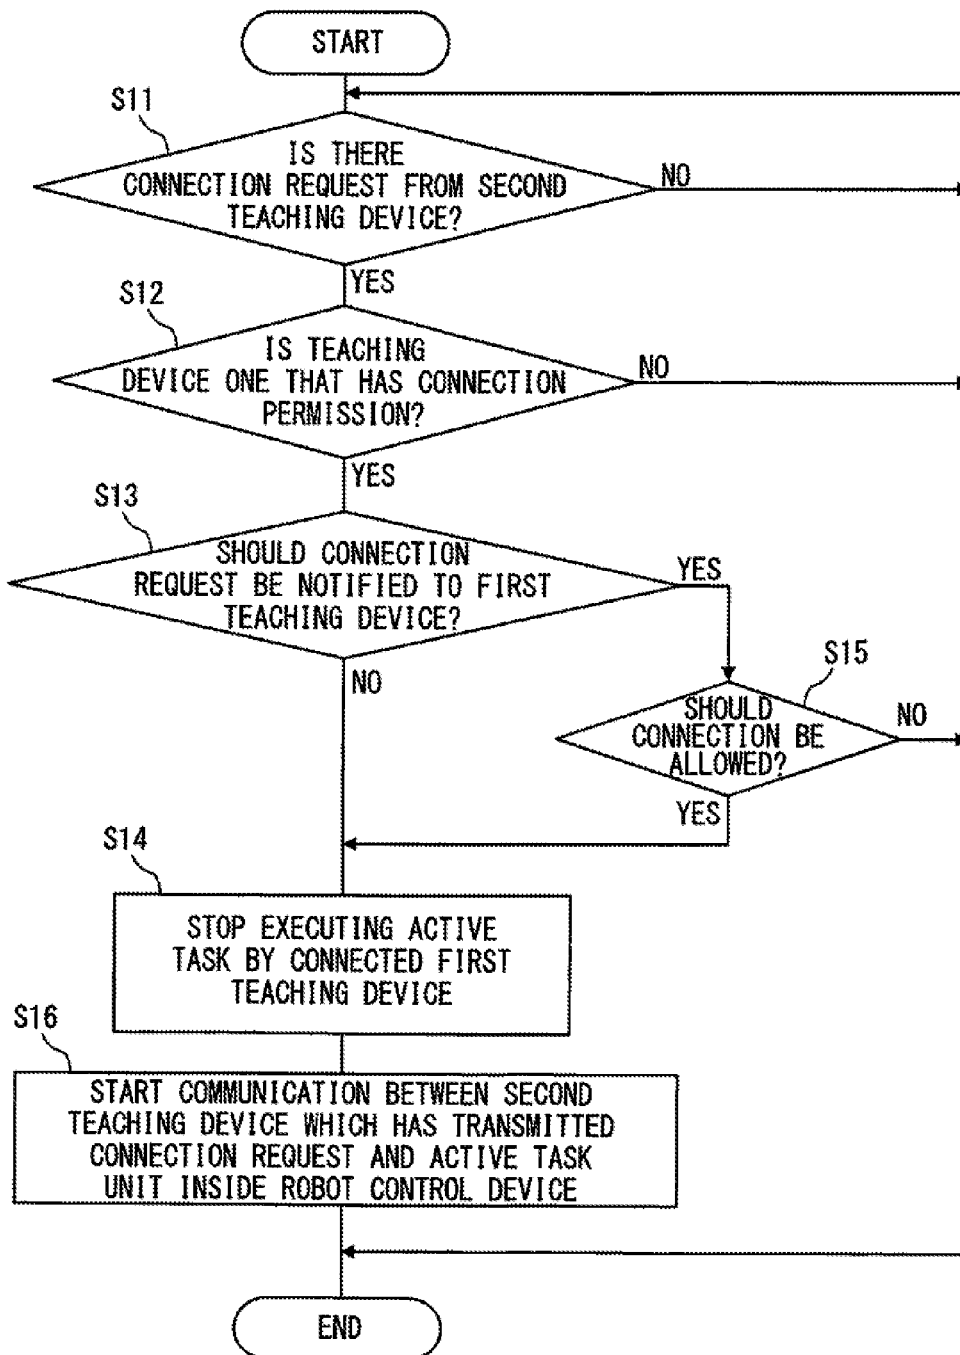 START
S11
IS THERE
CONNECTION REQUEST FROM SECOND
TEACHING DEVICE?
NO
YES
S12
IS TEACHING
DEVICE ONE THAT HAS CONNECTION
PERMISSION?
NO
YES
S13
SHOULD CONNECTION
REQUEST BE NOTIFIED TO FIRST
TEACHING DEVICE?
YES
NO
S15
SHOULD
CONNECTION BE
ALLOWED?
NO
YES
S14
STOP EXECUTING ACTIVE
TASK BY CONNECTED FIRST
TEACHING DEVICE
S16
START COMMUNICATION BETWEEN SECOND
TEACHING DEVICE WHICH HAS TRANSMITTED
CONNECTION REQUEST AND ACTIVE TASK
UNIT INSIDE ROBOT CONTROL DEVICE
END